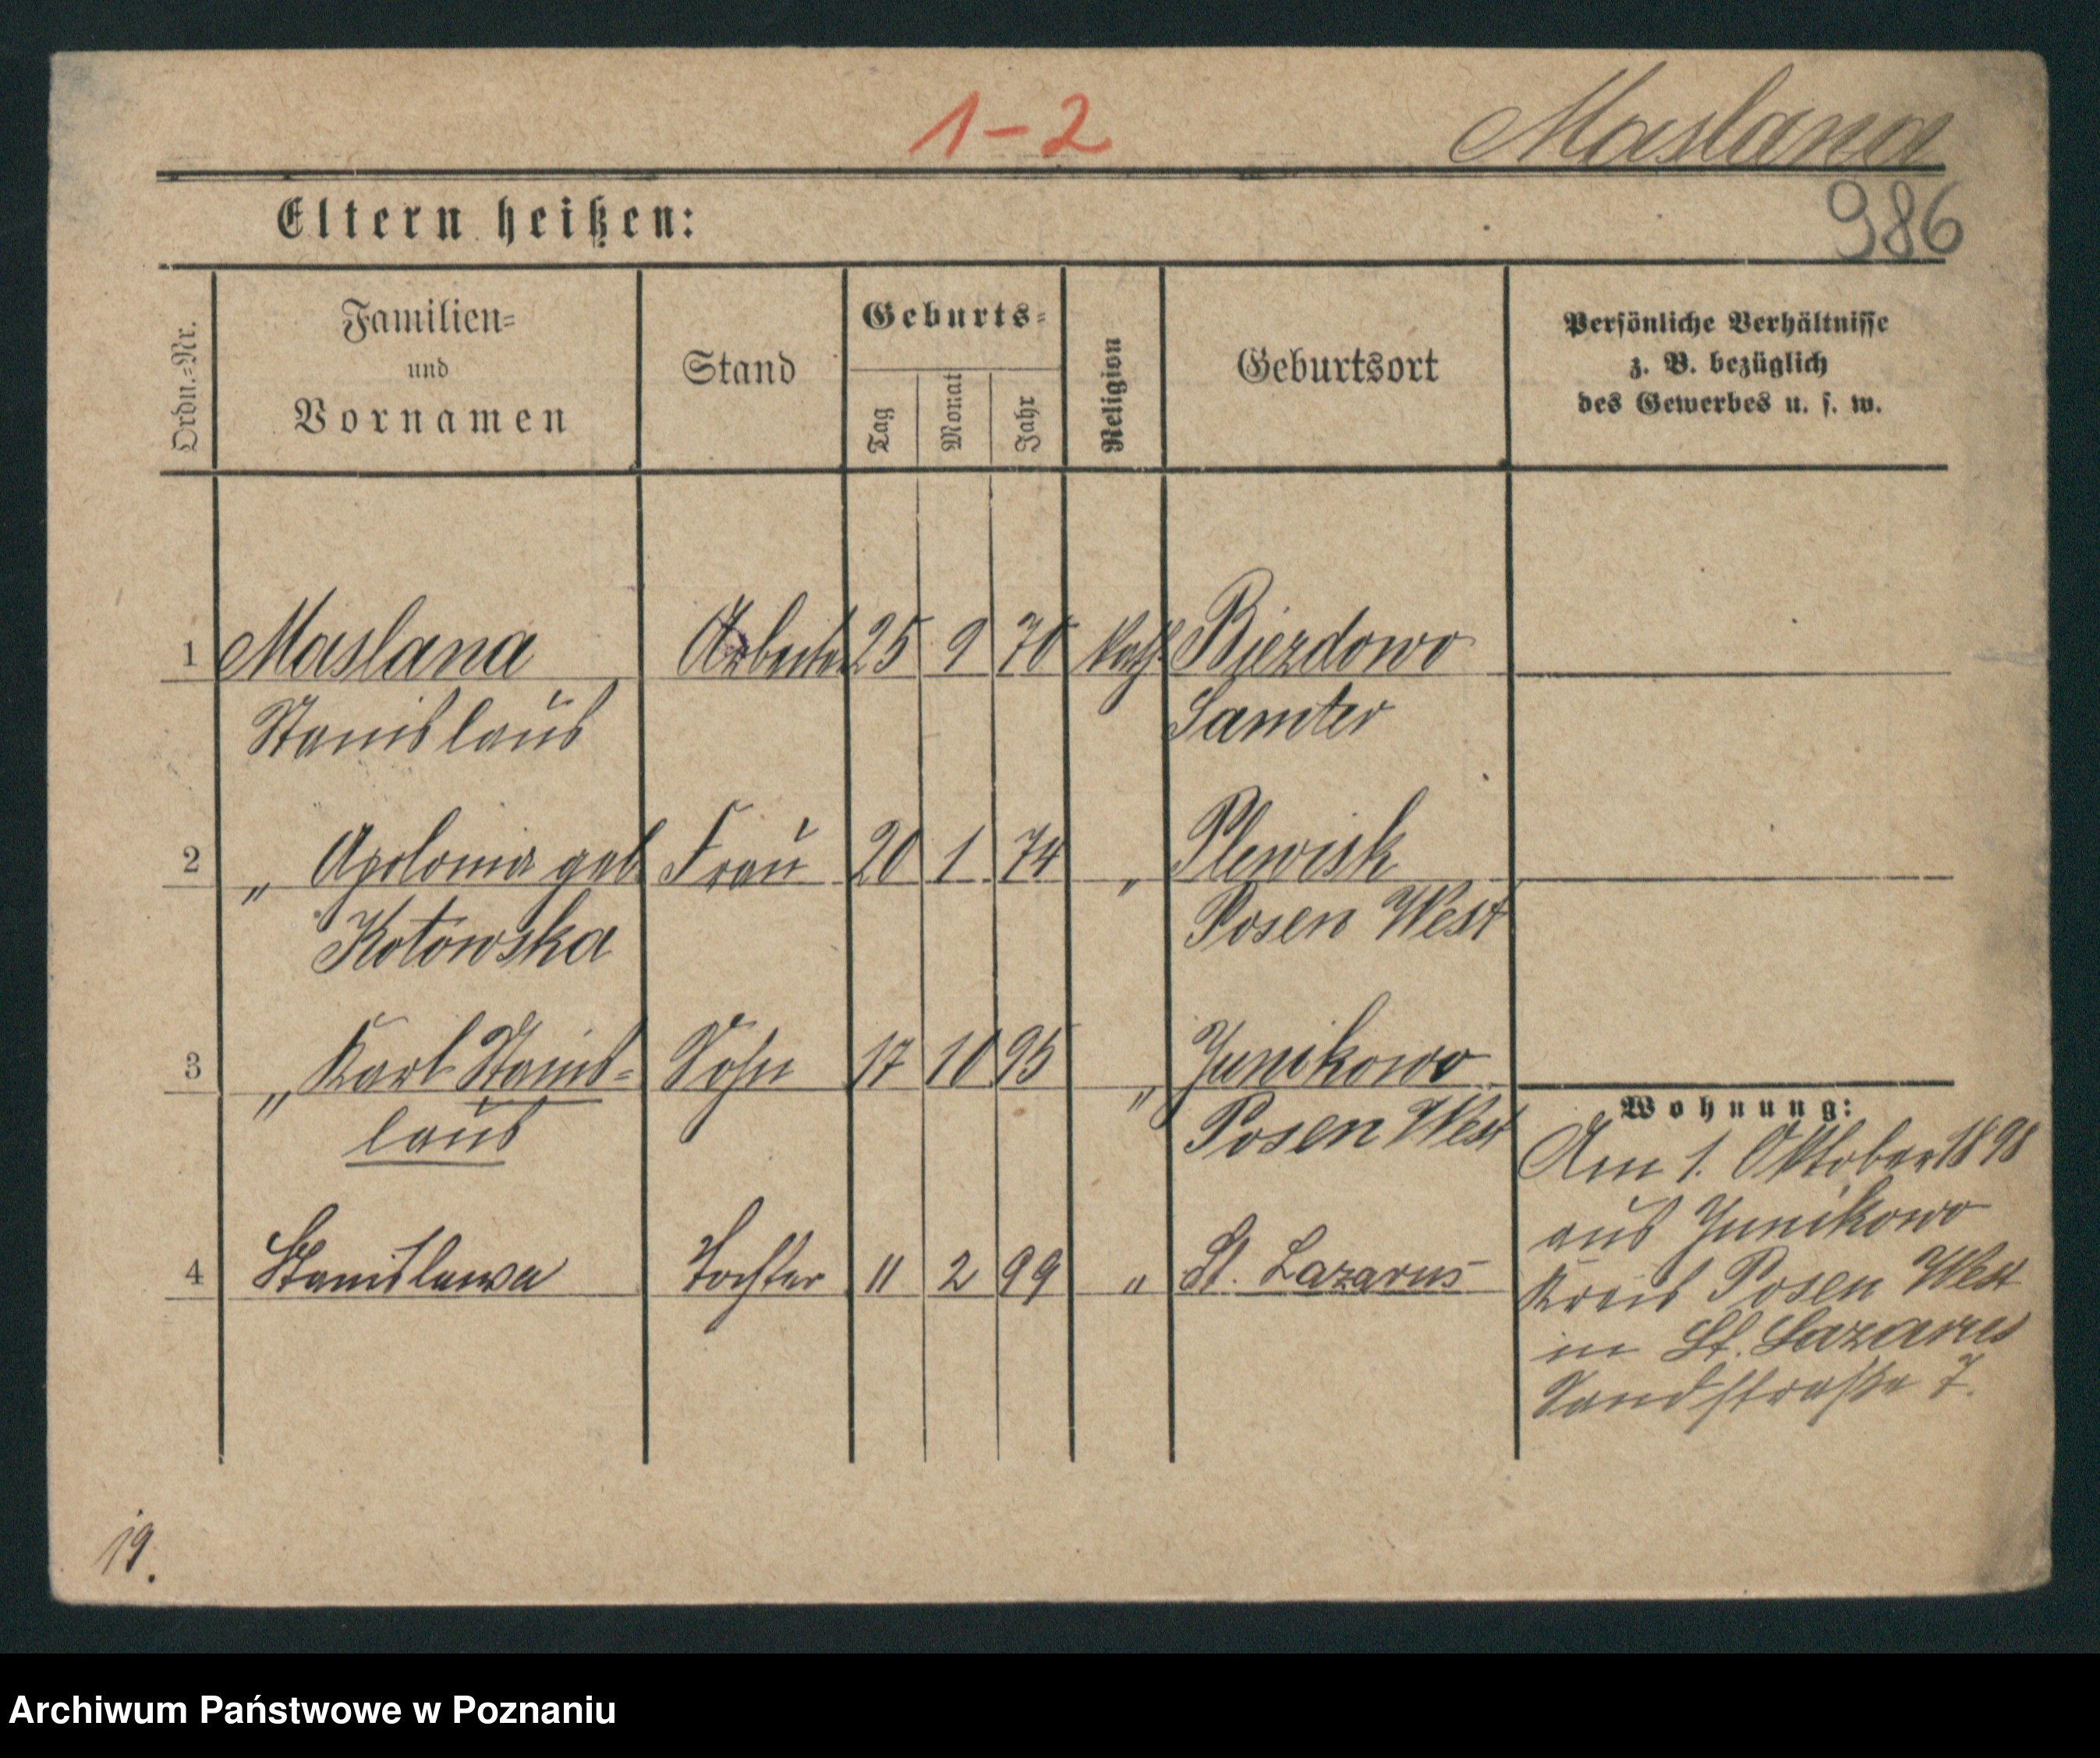 1-2
Maslana
986
Eltern heißen:
Ordn.=Nr.
Familien=
und
Vornamen
Stand
Geburts=
Tag
Monat
Jahr
Religion
Geburtsort
Persönliche Verhältnisse
z. B. bezüglich
des Gewerbes u. s. w.
1 Maslana Arbeiter 25 9 70 kath. Biezdowo
Stanislaus Samter
2 " Apolonia geb. Frau 20 1 74 " Plewisk
Kotowska Posen West
3 " Karl Stanis= Sohn 17 10 95 " Junikowo
laus Posen West
4 Stanislawa Tochter 11 2 99 " St. Lazarus
Wohnung:
Am 1. Oktober 1898
aus Junikowo
Kreis Posen West
in St. Lazarus
Sandstraße 7.
19.
Archiwum Państwowe w Poznaniu